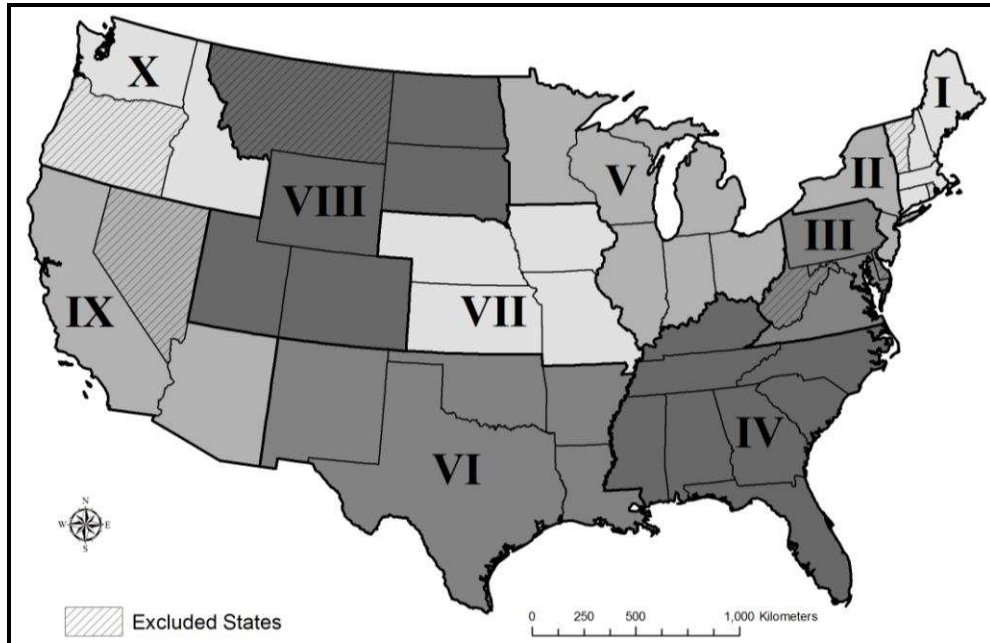 X
I
II
V
III
VIII
IX
VII
IV
VI
N
W E
S
Excluded States
0 250 500 1,000 Kilometers